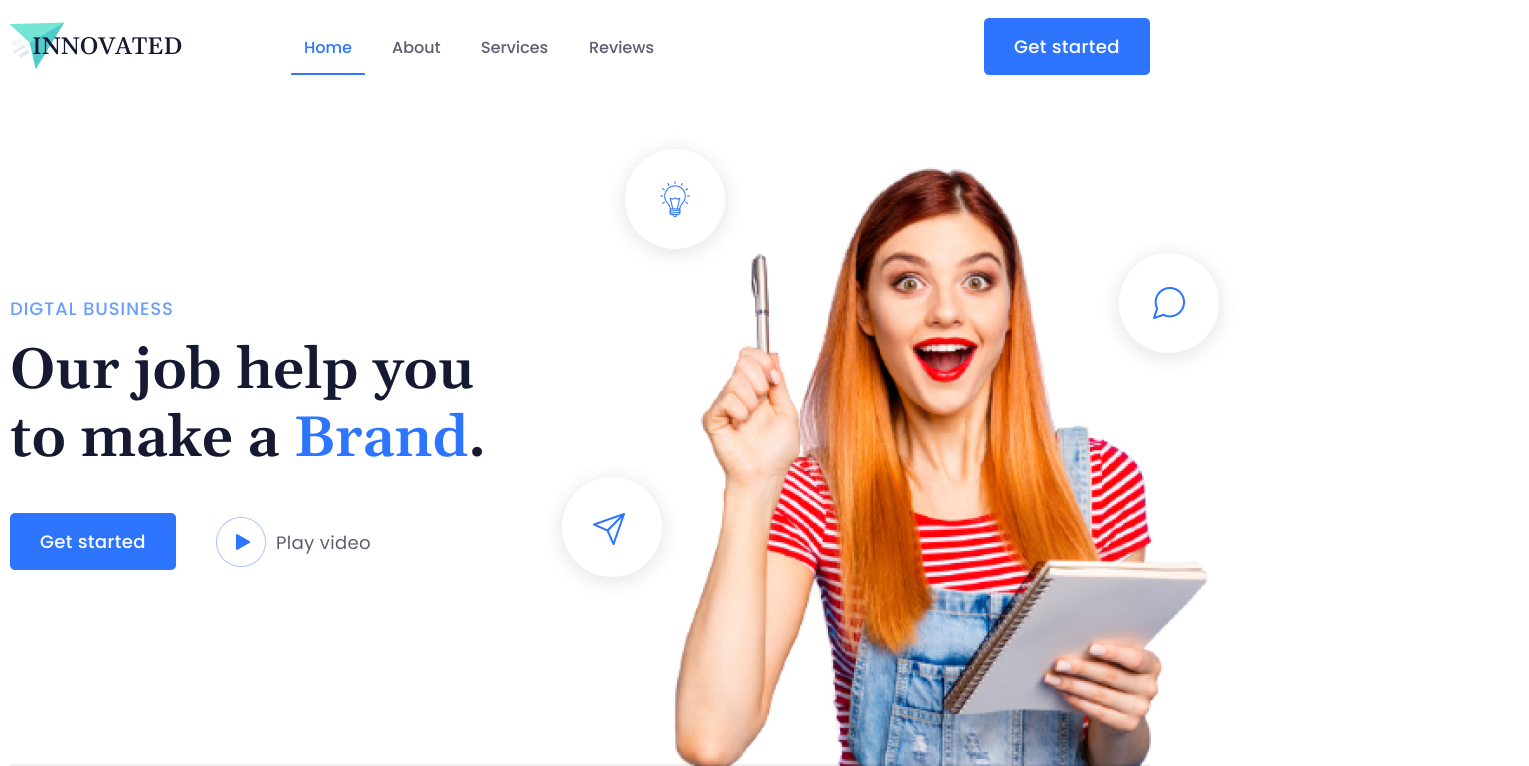 INNOVATED
Home About Services Reviews
Get started
DIGTAL BUSINESS
Our job help you
to make a Brand.
Get started
Play video